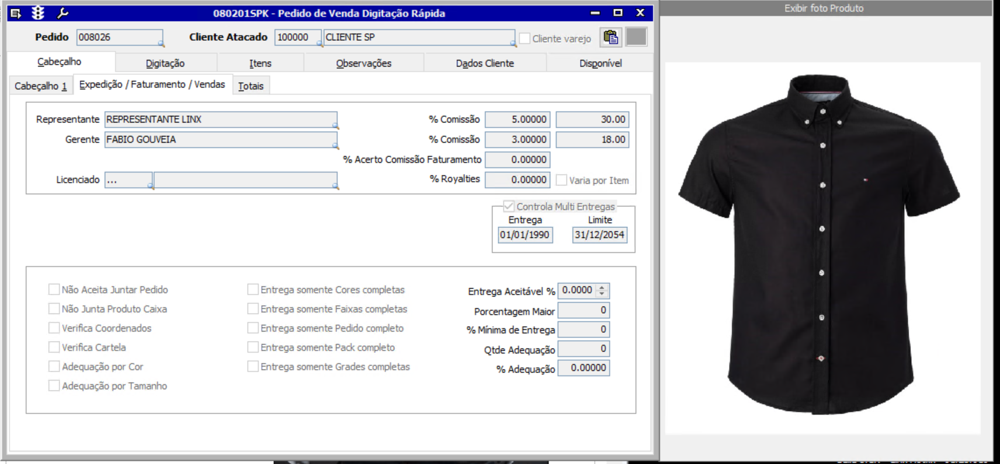 080201SPK - Pedido de Venda Digitação Rápida
Exibir foto Produto
Pedido 008026 Cliente Atacado 100000 CLIENTE SP Cliente varejo
Cabeçalho Digitação Itens Observações Dados Cliente Disponível
Cabeçalho 1 Expedição / Faturamento / Vendas Totais
Representante REPRESENTANTE LINX % Comissão 5.00000 30.00
Gerente FABIO GOUVEIA % Comissão 3.00000 18.00
% Acerto Comissão Faturamento 0.00000
Licenciado ... % Royalties 0.00000 Varia por Item
Controla Multi Entregas
Entrega Limite
01/01/1990 31/12/2054
Não Aceita Juntar Pedido Entrega somente Cores completas Entrega Aceitável % 0.0000
Não Junta Produto Caixa Entrega somente Faixas completas Porcentagem Maior 0
Verifica Coordenados Entrega somente Pedido completo % Mínima de Entrega 0
Verifica Cartela Entrega somente Pack completo Qtde Adequação 0
Adequação por Cor Entrega somente Grades completas % Adequação 0.00000
Adequação por Tamanho